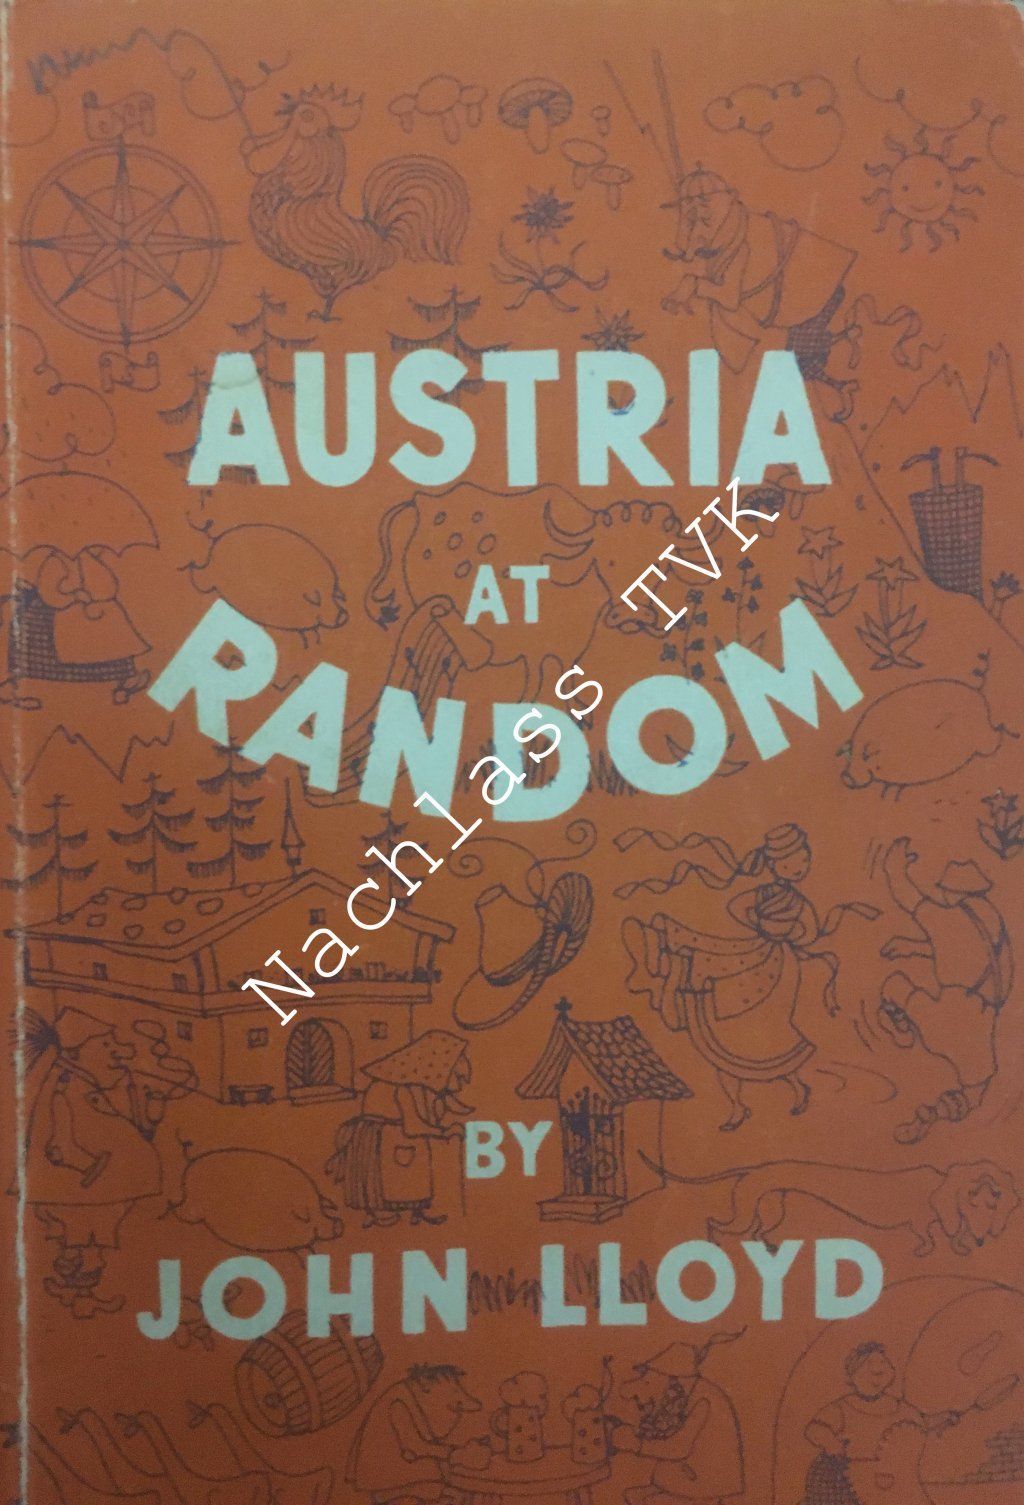 AUSTRIA
AT
RANDOM
Nachlass TVK
BY
JOHN LLOYD